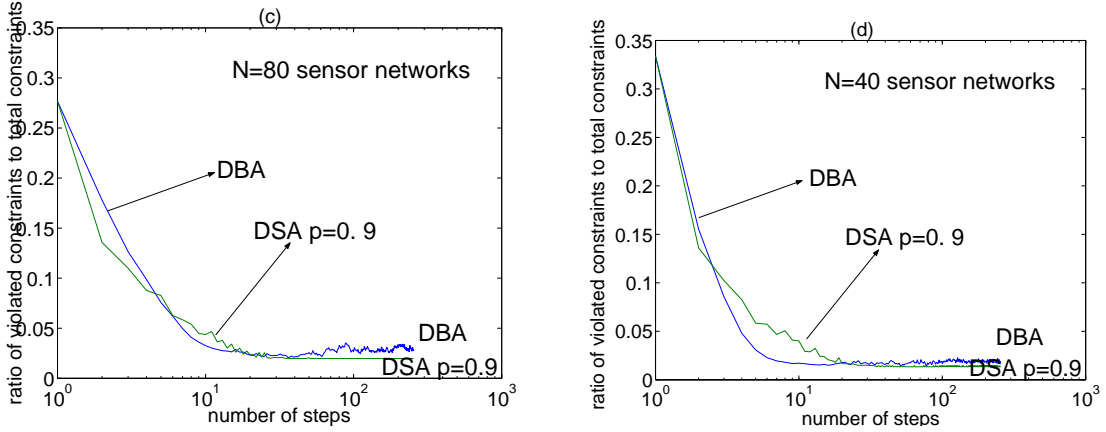 (c)
ratio of violated constraints to total constraints
0.35
0.3
0.25
0.2
0.15
0.1
0.05
0
N=80 sensor networks
DBA
DSA p=0. 9
DBA
DSA p=0.9
10^0
10^1
10^2
10^3
number of steps
(d)
ratio of violated constraints to total constraints
0.35
0.3
0.25
0.2
0.15
0.1
0.05
0
N=40 sensor networks
DBA
DSA p=0. 9
DBA
DSA p=0.9
10^0
10^1
10^2
10^3
number of steps